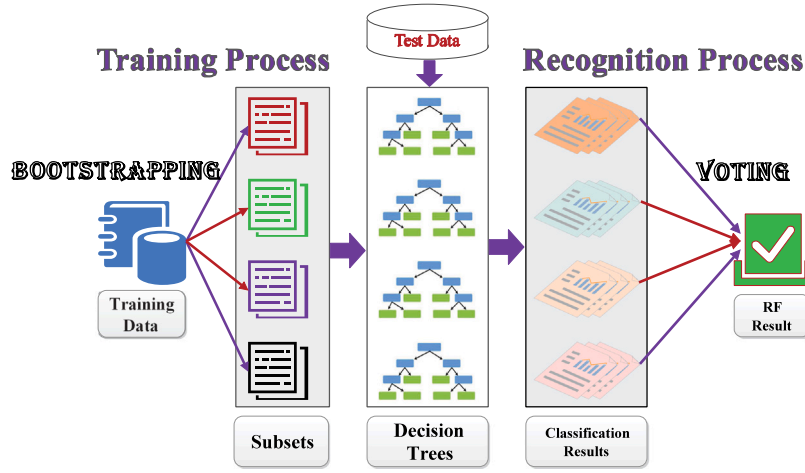 Test Data
Training Process
Recognition Process
BOOTSTRAPPING
VOTING
Training
Data
RF
Result
Subsets
Decision
Trees
Classification
Results